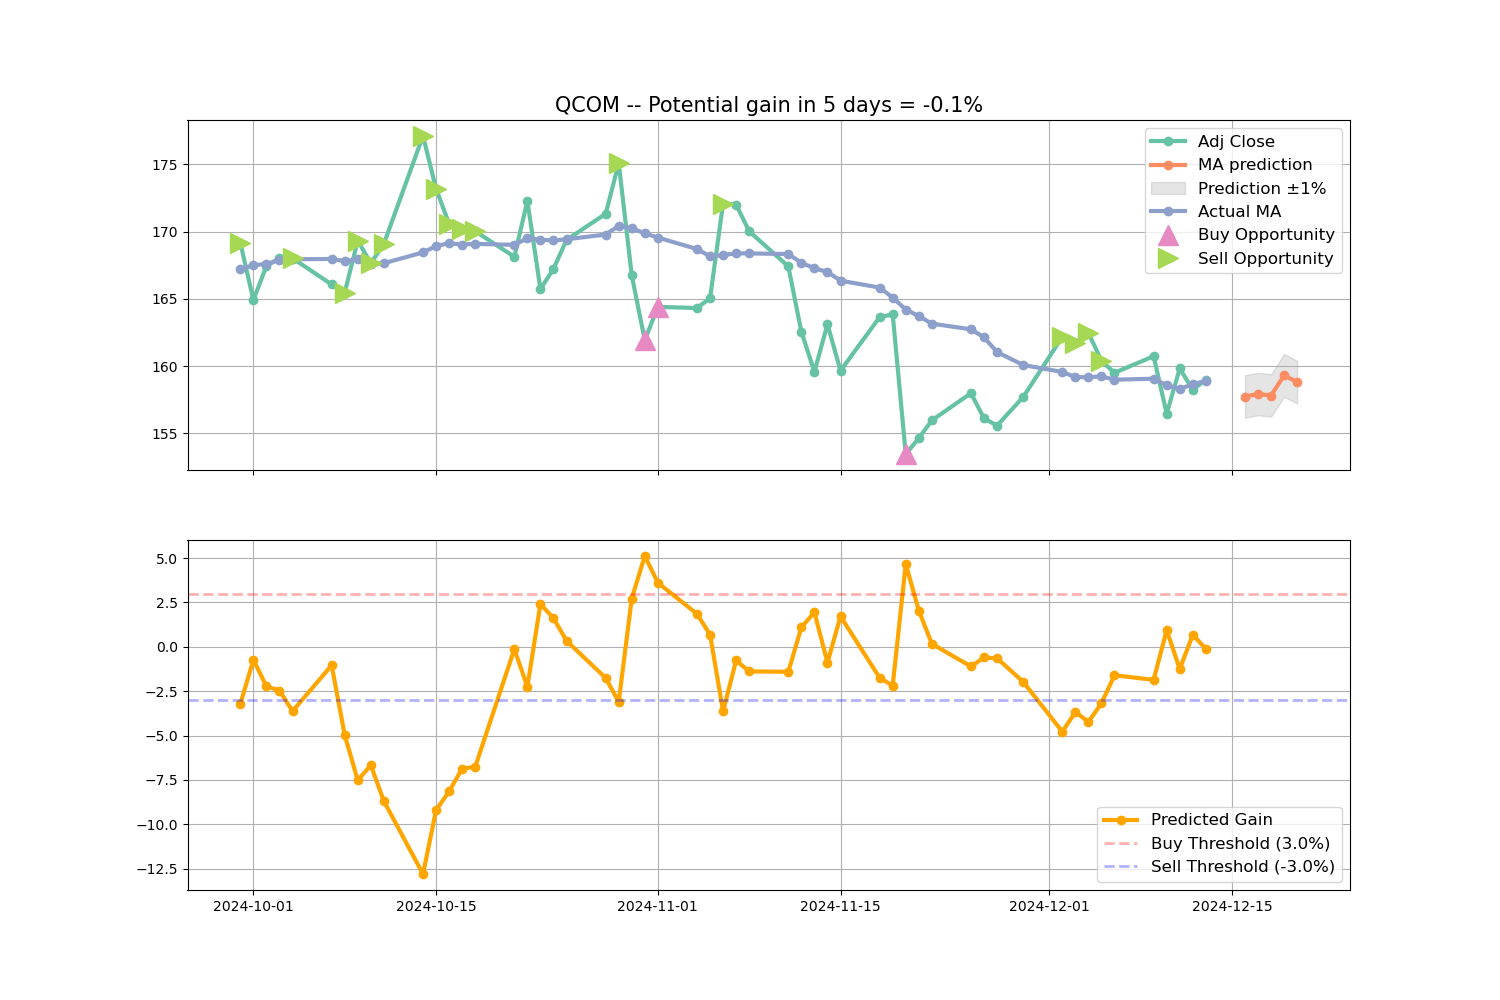 QCOM -- Potential gain in 5 days = -0.1%
175
170
165
160
155
Adj Close
MA prediction
Prediction ±1%
Actual MA
Buy Opportunity
Sell Opportunity
5.0
2.5
0.0
−2.5
−5.0
−7.5
−10.0
−12.5
Predicted Gain
Buy Threshold (3.0%)
Sell Threshold (-3.0%)
2024-10-01
2024-10-15
2024-11-01
2024-11-15
2024-12-01
2024-12-15